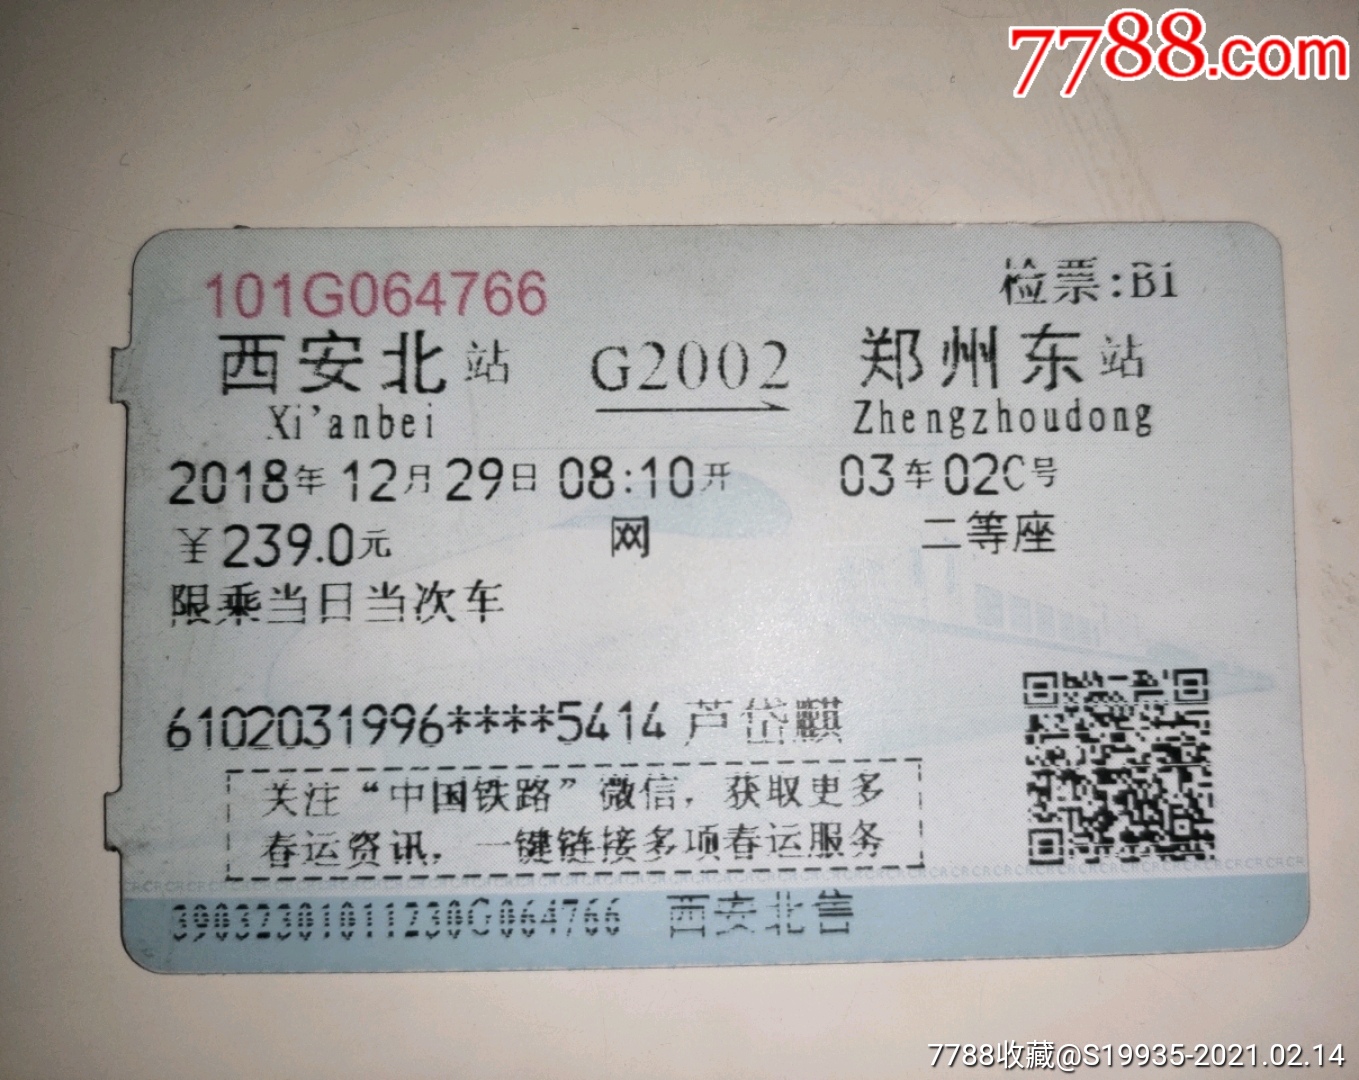 7788.com
101G064766 检票:B1
西安北站 G2002 郑州东站
Xi'anbei Zhengzhoudong
2018年12月29日08:10开 03车02C号
￥239.0元 网 二等座
限乘当日当次车
6102031996****5414 芦岱麒
关注“中国铁路”微信,获取更多
春运资讯,一键链接多项春运服务
39032301011230G064766 西安北售
7788收藏@S19935-2021.02.14